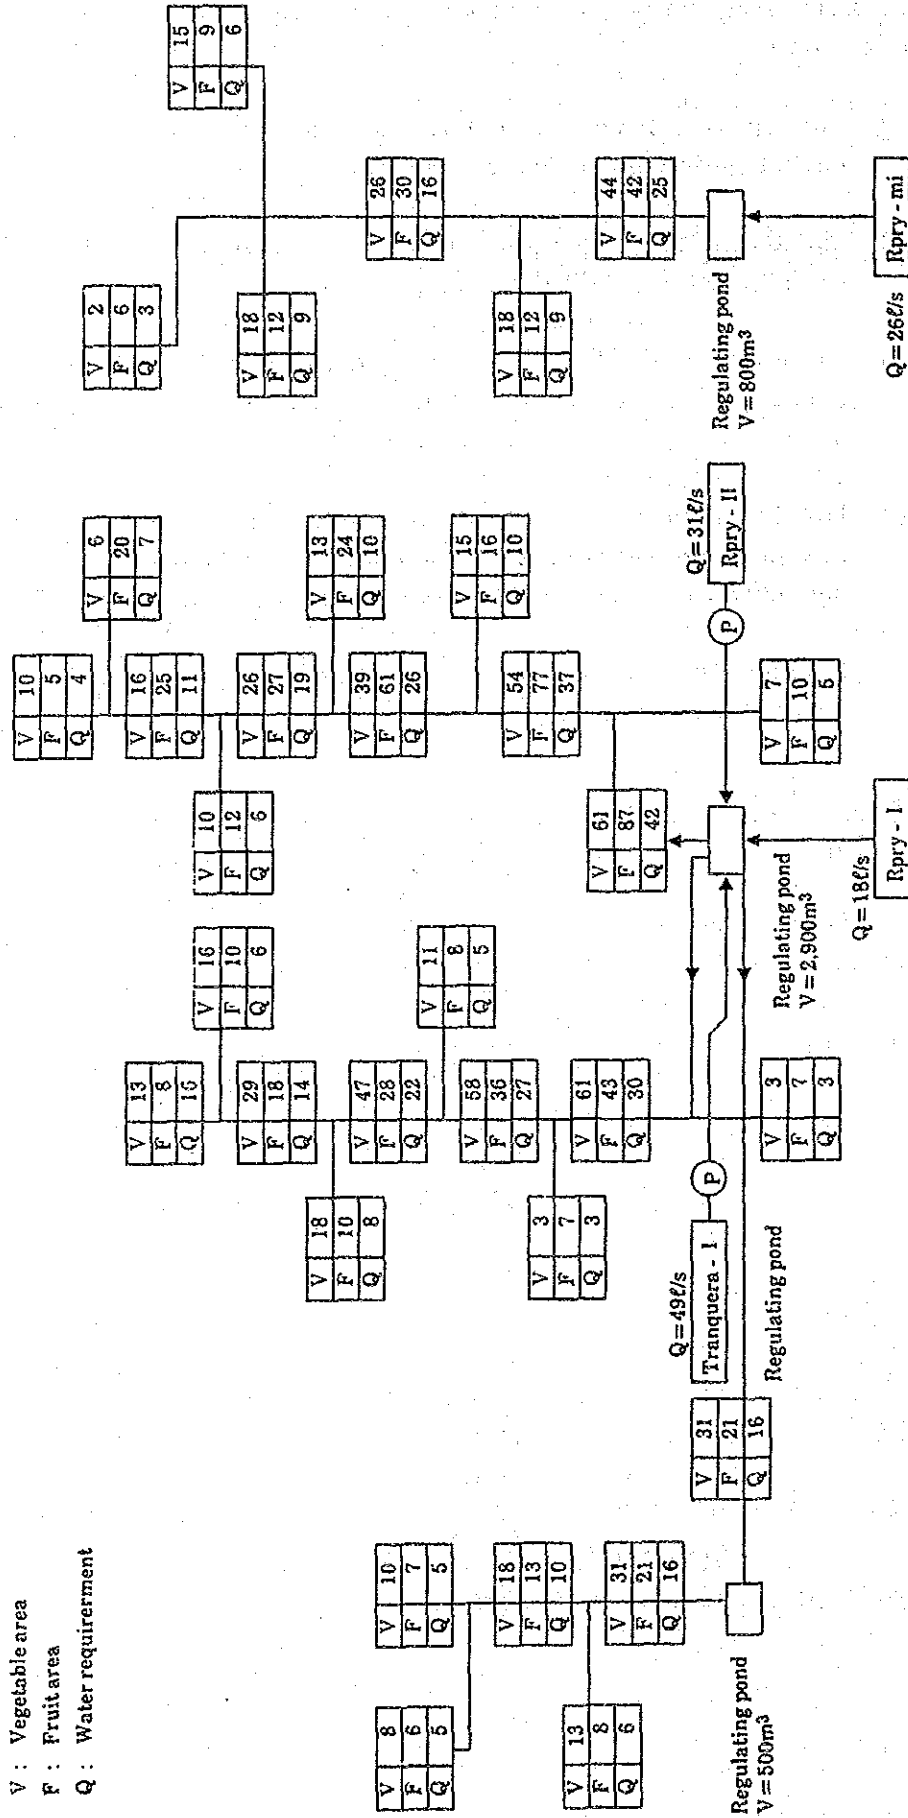 V : Vegetable area
F : Fruit area
Q : Water requirerment
V 8
F 6
Q 5
V 10
F 7
Q 5
V 18
F 13
Q 10
V 13
F 8
Q 6
V 31
F 21
Q 16
Regulating pond
V=500m³
V 31
F 21
Q 16
Regulating pond
Q=49ℓ/s
Tranquera - I
P
V 13
F 8
Q 16
V 16
F 10
Q 6
V 29
F 18
Q 14
V 18
F 10
Q 8
V 47
F 28
Q 22
V 11
F 8
Q 5
V 58
F 36
Q 27
V 3
F 7
Q 3
V 61
F 43
Q 30
V 3
F 7
Q 3
Regulating pond
V=2,900m³
Q=18ℓ/s
Rpry - I
V 10
F 5
Q 4
V 6
F 20
Q 7
V 16
F 25
Q 11
V 10
F 12
Q 6
V 26
F 27
Q 19
V 13
F 24
Q 10
V 39
F 61
Q 26
V 15
F 16
Q 10
V 54
F 77
Q 37
V 61
F 87
Q 42
V 7
F 10
Q 5
P
Q=31ℓ/s
Rpry - II
V 2
F 6
Q 3
V 15
F 9
Q 6
V 18
F 12
Q 9
V 26
F 30
Q 16
V 18
F 12
Q 9
V 44
F 42
Q 25
Regulating pond
V=800m³
Q=26ℓ/s
Rpry - mi